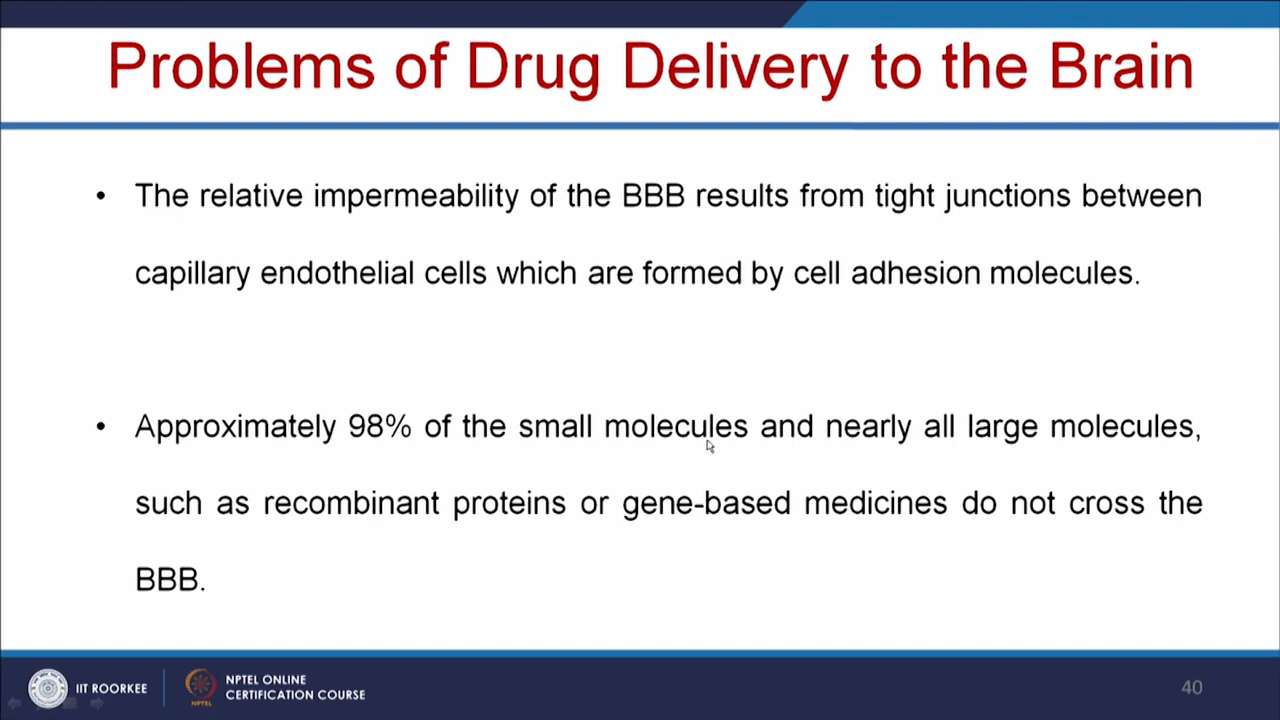 Problems of Drug Delivery to the Brain
• The relative impermeability of the BBB results from tight junctions between
capillary endothelial cells which are formed by cell adhesion molecules.
• Approximately 98% of the small molecules and nearly all large molecules,
such as recombinant proteins or gene-based medicines do not cross the
BBB.
IIT ROORKEE
NPTEL
NPTEL ONLINE
CERTIFICATION COURSE
40